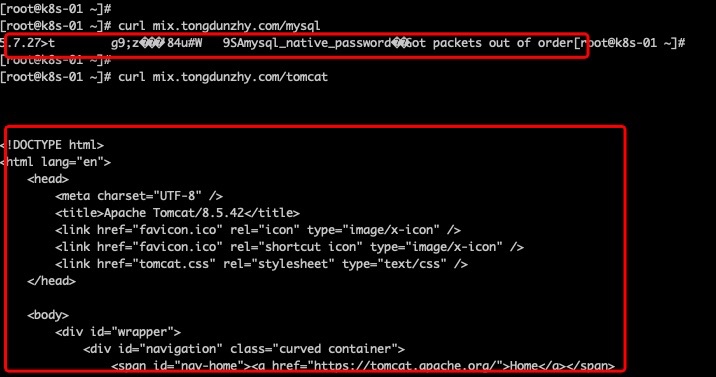 [root@k8s-01 ~]#
[root@k8s-01 ~]# curl mix.tongdunzhy.com/mysql
5.7.27>t g9;z���'84u#W 9SAmysql_native_password��Got packets out of order[root@k8s-01 ~]#
[root@k8s-01 ~]#
[root@k8s-01 ~]# curl mix.tongdunzhy.com/tomcat
<!DOCTYPE html>
<html lang="en">
<head>
<meta charset="UTF-8" />
<title>Apache Tomcat/8.5.42</title>
<link href="favicon.ico" rel="icon" type="image/x-icon" />
<link href="favicon.ico" rel="shortcut icon" type="image/x-icon" />
<link href="tomcat.css" rel="stylesheet" type="text/css" />
</head>
<body>
<div id="wrapper">
<div id="navigation" class="curved container">
<span id="nav-home"><a href="https://tomcat.apache.org/">Home</a></span>